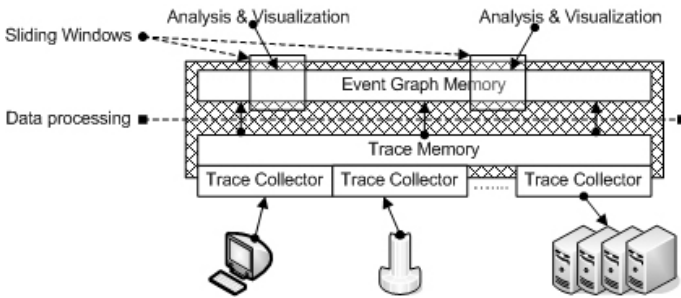 Analysis & Visualization Analysis & Visualization
Sliding Windows
Event Graph Memory
Data processing
Trace Memory
Trace Collector Trace Collector ........ Trace Collector